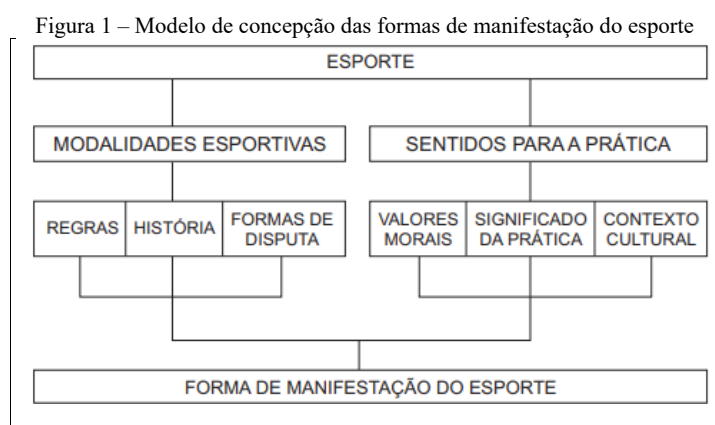 Figura 1 – Modelo de concepção das formas de manifestação do esporte
ESPORTE
MODALIDADES ESPORTIVAS
SENTIDOS PARA A PRÁTICA
REGRAS
HISTÓRIA
FORMAS DE
DISPUTA
VALORES
MORAIS
SIGNIFICADO
DA PRÁTICA
CONTEXTO
CULTURAL
FORMA DE MANIFESTAÇÃO DO ESPORTE